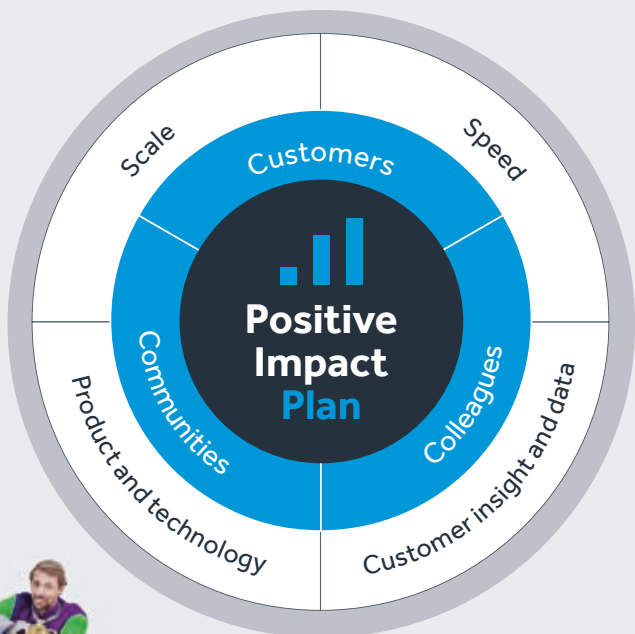 Scale
Speed
Customers
Positive
Impact
Plan
Communities
Colleagues
Product and technology
Customer insight and data